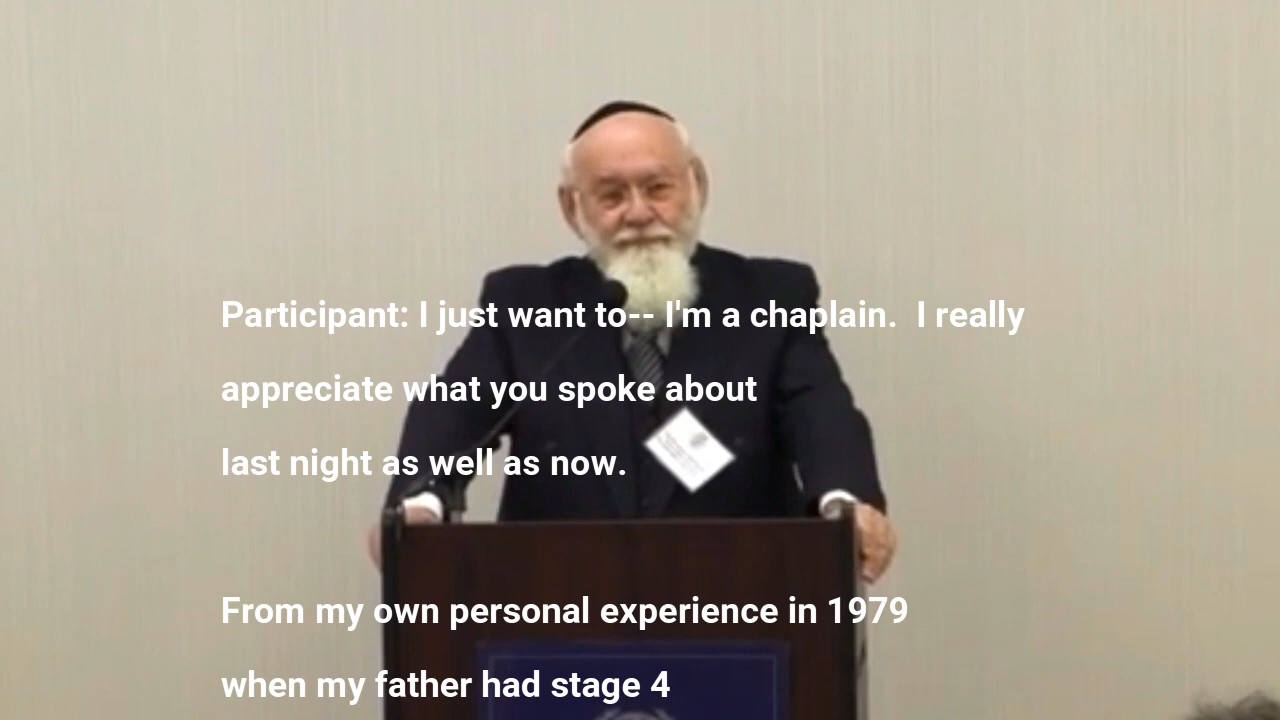 Participant: I just want to-- I'm a chaplain.  I really
appreciate what you spoke about
last night as well as now.
From my own personal experience in 1979
when my father had stage 4